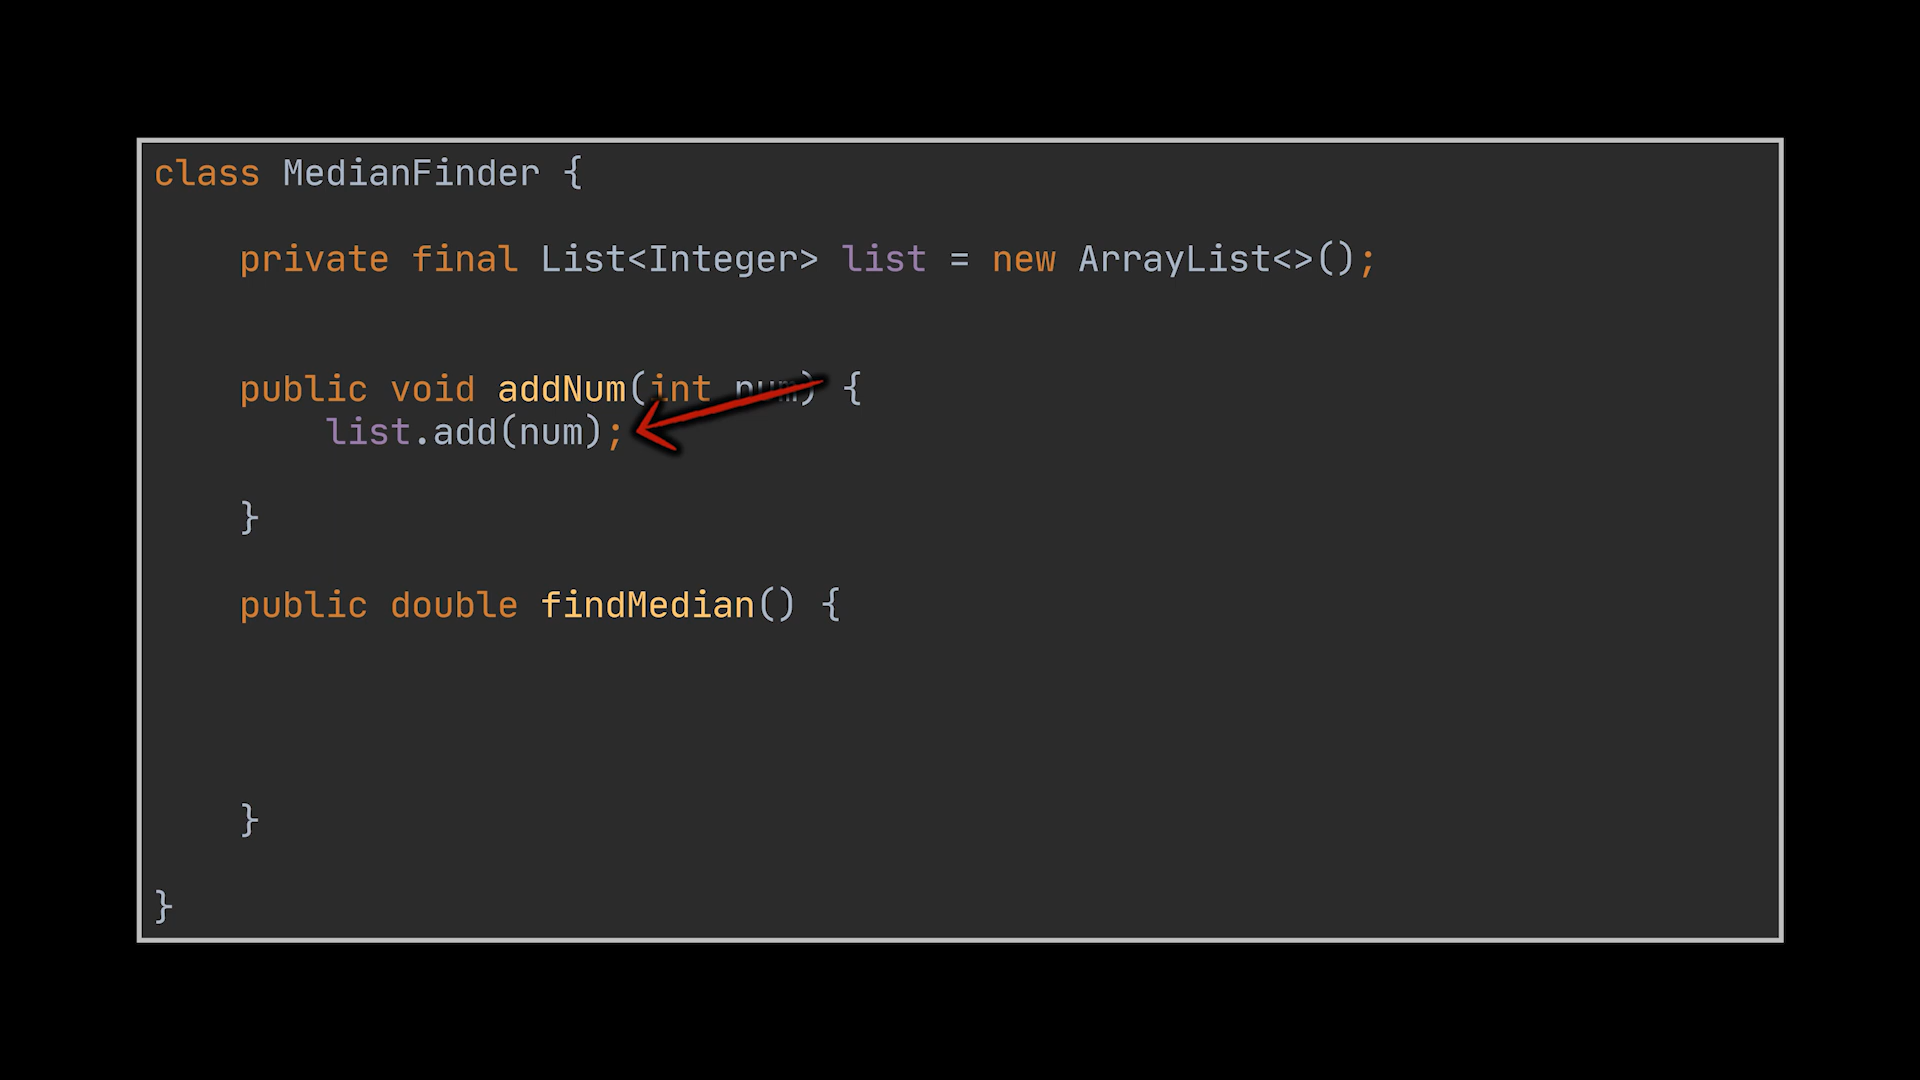 class MedianFinder {
private final List<Integer> list = new ArrayList<>();
public void addNum(int num) {
list.add(num);
}
public double findMedian() {
}
}